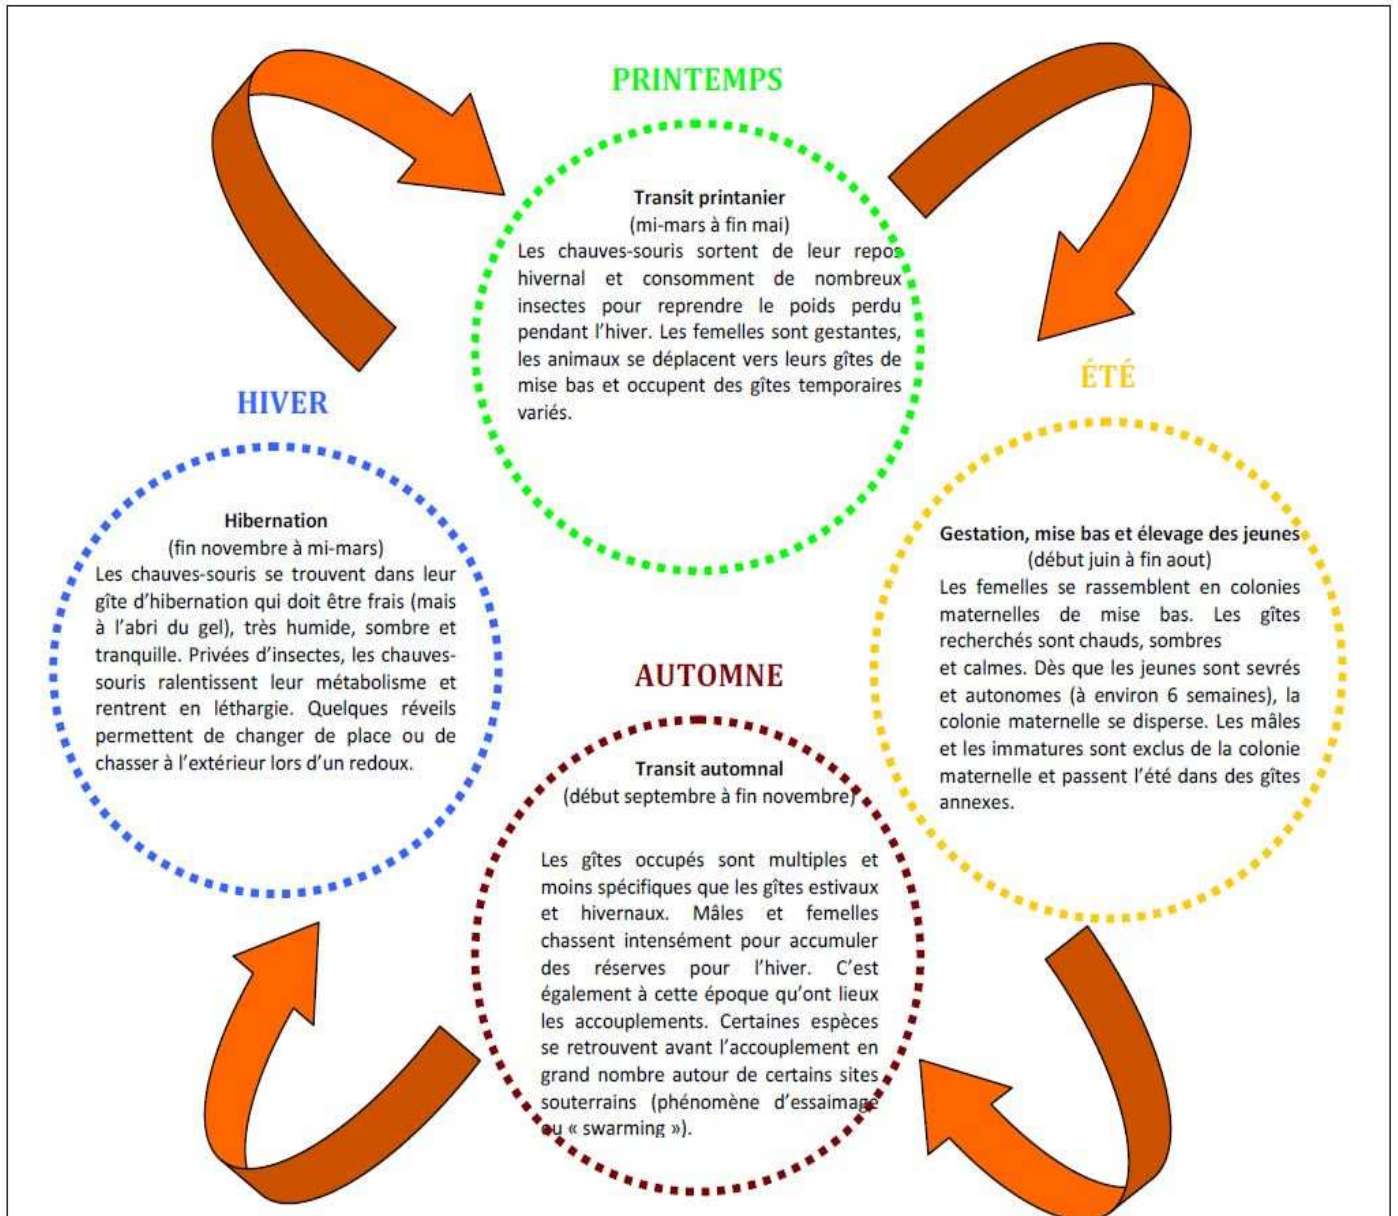 PRINTEMPS
Transit printanier
(mi-mars à fin mai)
Les chauves-souris sortent de leur repos
hivernal et consomment de nombreux
insectes pour reprendre le poids perdu
pendant l'hiver. Les femelles sont gestantes,
les animaux se déplacent vers leurs gîtes de
mise bas et occupent des gîtes temporaires
variés.
ÉTÉ
Gestation, mise bas et élevage des jeunes
(début juin à fin aout)
Les femelles se rassemblent en colonies
maternelles de mise bas. Les gîtes
recherchés sont chauds, sombres
et calmes. Dès que les jeunes sont sevrés
et autonomes (à environ 6 semaines), la
colonie maternelle se disperse. Les mâles
et les immatures sont exclus de la colonie
maternelle et passent l'été dans des gîtes
annexes.
AUTOMNE
Transit automnal
(début septembre à fin novembre)
Les gîtes occupés sont multiples et
moins spécifiques que les gîtes estivaux
et hivernaux. Mâles et femelles
chassent intensément pour accumuler
des réserves pour l'hiver. C'est
également à cette époque qu'ont lieux
les accouplements. Certaines espèces
se retrouvent avant l'accouplement en
grand nombre autour de certains sites
souterrains (phénomène d'essaimage
ou « swarming »).
HIVER
Hibernation
(fin novembre à mi-mars)
Les chauves-souris se trouvent dans leur
gîte d'hibernation qui doit être frais (mais
à l'abri du gel), très humide, sombre et
tranquille. Privées d'insectes, les chauves-
souris ralentissent leur métabolisme et
rentrent en léthargie. Quelques réveils
permettent de changer de place ou de
chasser à l'extérieur lors d'un redoux.